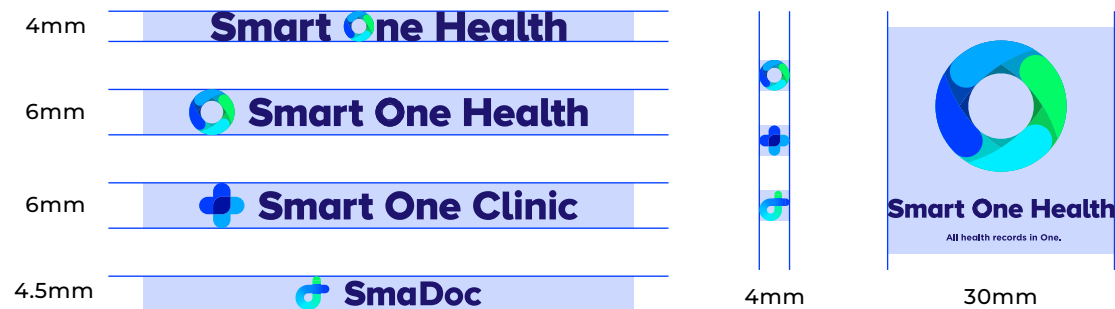 4mm
Smart One Health
6mm
Smart One Health
6mm
Smart One Clinic
4.5mm
SmaDoc
4mm
Smart One Health
All health records in One.
30mm